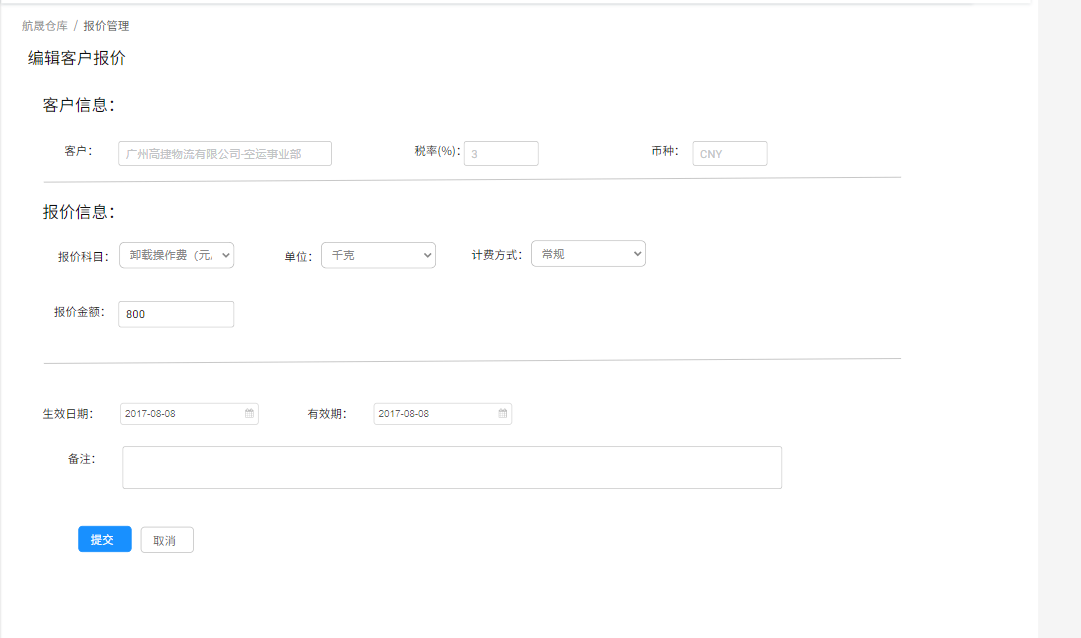 航晟仓库 / 报价管理
编辑客户报价
客户信息：
客户： 广州高捷物流有限公司-空运事业部 税率(%)： 3 币种： CNY
报价信息：
报价科目： 卸载操作费（元, 单位： 千克 计费方式： 常规
报价金额： 800
生效日期： 2017-08-08 有效期： 2017-08-08
备注：
提交 取消